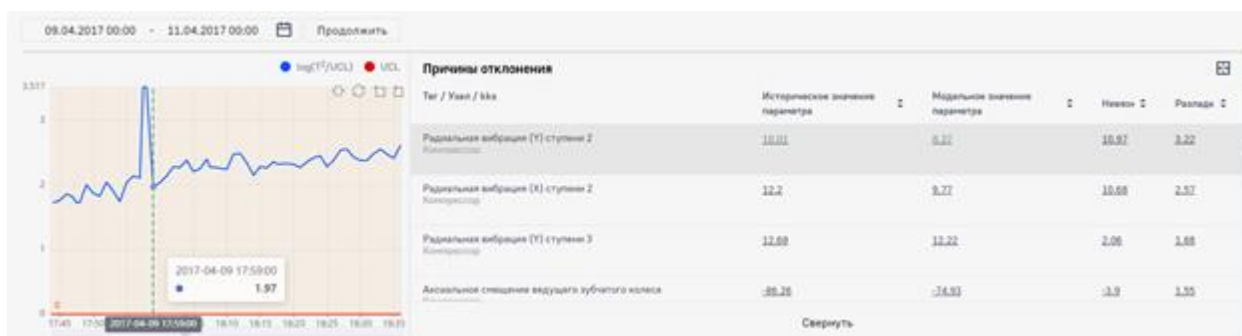 09.04.2017 00:00 - 11.04.2017 00:00 Продолжить
log(T²/UCL) UCL
3.517
3
2
1
0
2017-04-09 17:59:00
1.97
17:45 17:50 2017-04-09 17:59:00 18:10 18:15 18:20 18:25 18:30 18:35
Причины отклонения
Тег / Узел / kks
Историческое значение параметра
Модельное значение параметра
Невязки
Разладк
Радиальная вибрация (Y) ступени 2 10.01 10.97 3.22
Компрессор
Радиальная вибрация (X) ступени 2 12.2 9.77 10.68 2.57
Компрессор
Радиальная вибрация (Y) ступени 3 12.69 12.22 2.06 1.68
Компрессор
Аксиальное смещение ведущего зубчатого колеса -86.26 -74.93 -3.9 1.55
Свернуть